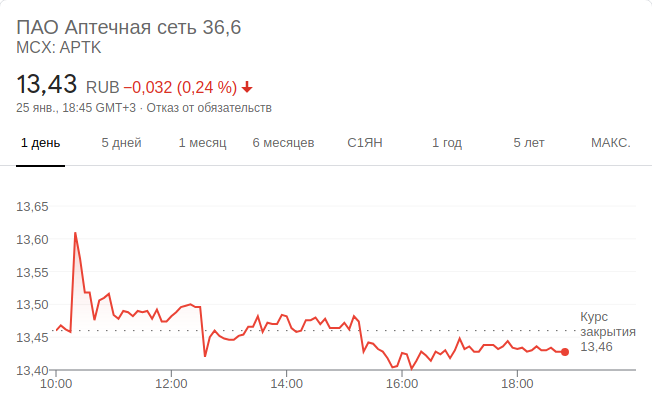 ПАО Аптечная сеть 36,6
MCX: APTK
13,43 RUB −0,032 (0,24 %)
25 янв., 18:45 GMT+3 · Отказ от обязательств
1 день 5 дней 1 месяц 6 месяцев С1ЯН 1 год 5 лет МАКС.
13,65
13,60
13,55
13,50
13,45
13,40
Курс
закрытия
13,46
10:00 12:00 14:00 16:00 18:00